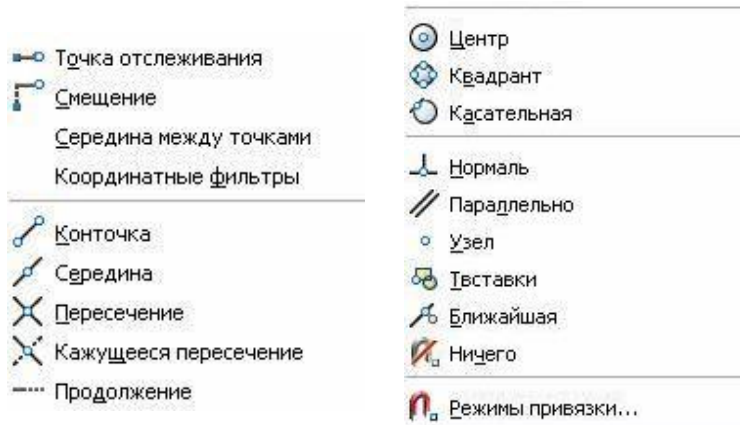 Точка отслеживания
Смещение
Середина между точками
Координатные фильтры
Конточка
Середина
Пересечение
Кажущееся пересечение
Продолжение
Центр
Квадрант
Касательная
Нормаль
Параллельно
Узел
Твставки
Ближайшая
Ничего
Режимы привязки...